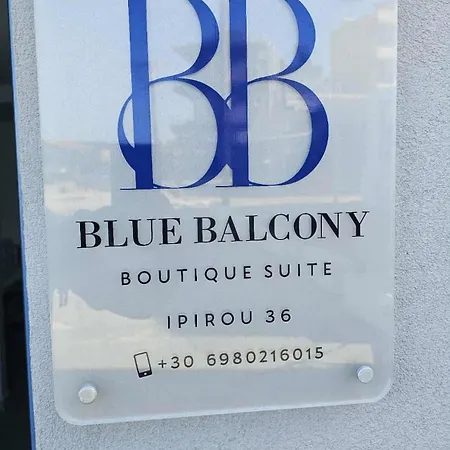 BB
BLUE BALCONY
BOUTIQUE SUITE
IPIROU 36
+30 6980216015